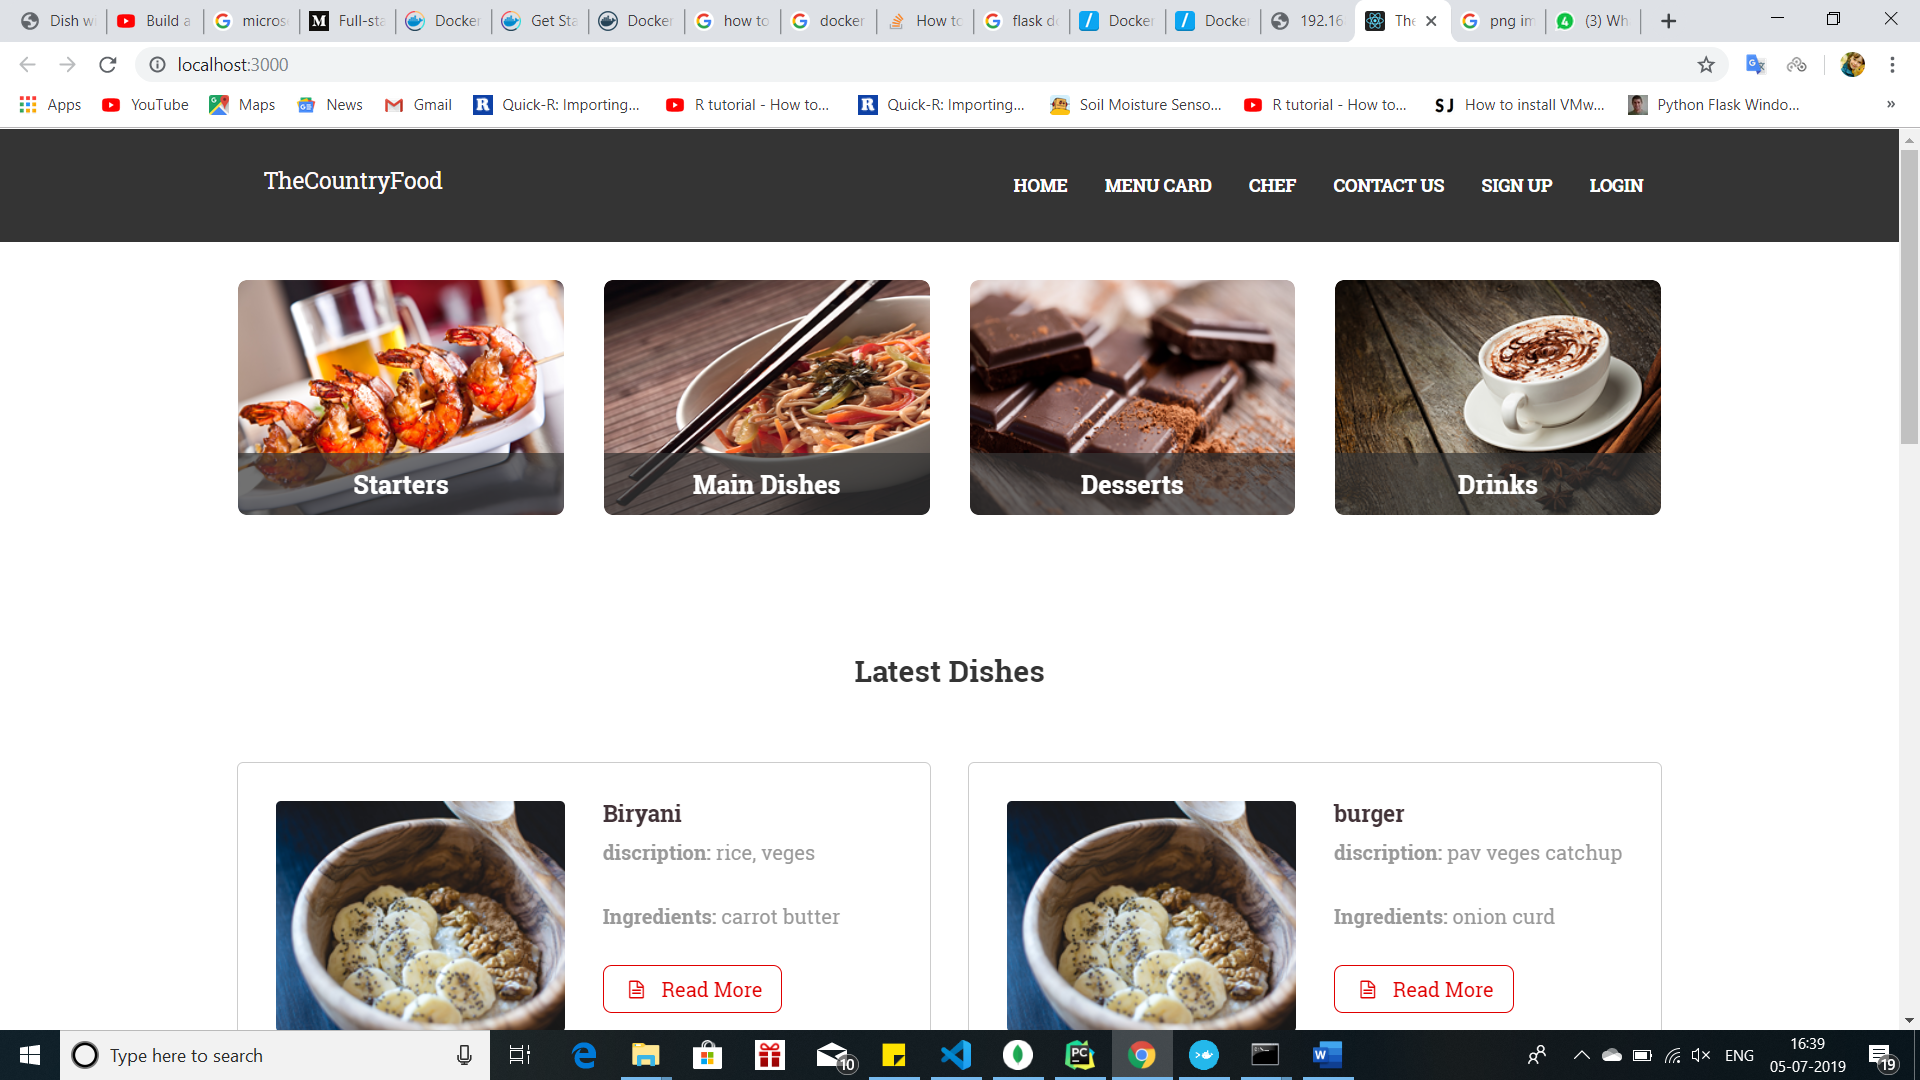 Dish wi
Build a
micros
Full-sta
Docker
Get Sta
Docker
how to
docker
How to
flask do
Docker
Docker
192.16
The
png im
(3) Wh
localhost:3000
Apps
YouTube
Maps
News
Gmail
Quick-R: Importing...
R tutorial - How to...
Quick-R: Importing...
Soil Moisture Senso...
R tutorial - How to...
SJ How to install VMw...
Python Flask Windo...
»
TheCountryFood
HOME MENU CARD CHEF CONTACT US SIGN UP LOGIN
Starters
Main Dishes
Desserts
Drinks
Latest Dishes
Biryani
discription: rice, veges
Ingredients: carrot butter
Read More
burger
discription: pav veges catchup
Ingredients: onion curd
Read More
Type here to search
10
ENG
16:39
05-07-2019
19